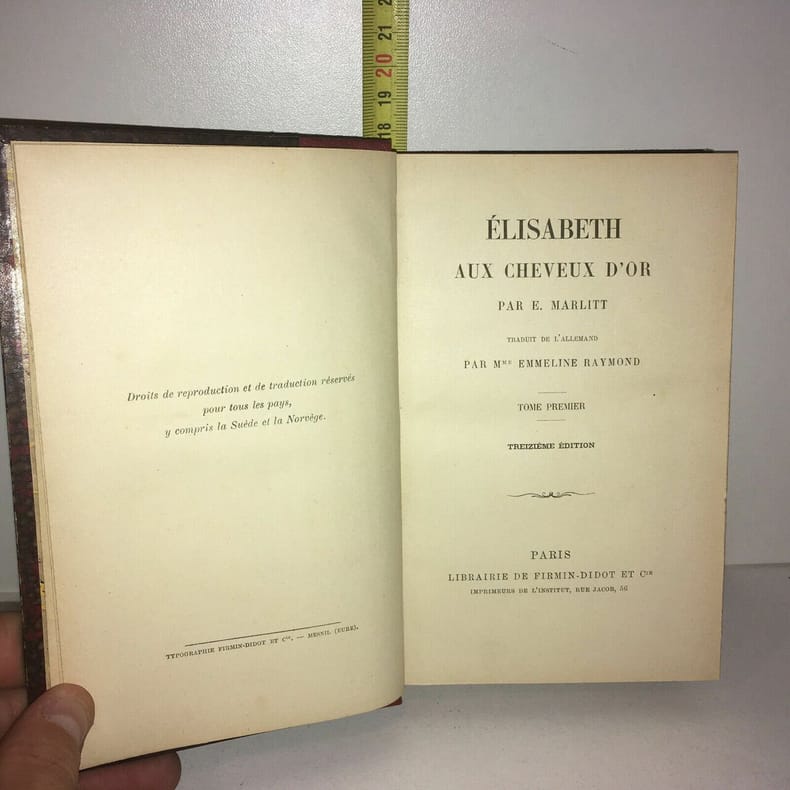 18 19 20 21 2
Droits de reproduction et de traduction réservés
pour tous les pays,
y compris la Suède et la Norvège.
TYPOGRAPHIE FIRMIN-DIDOT ET Cie. — MESNIL (EURE).
ÉLISABETH
AUX CHEVEUX D'OR
PAR E. MARLITT
TRADUIT DE L'ALLEMAND
PAR Mme EMMELINE RAYMOND
TOME PREMIER
TREIZIÈME ÉDITION
PARIS
LIBRAIRIE DE FIRMIN-DIDOT ET Cie
IMPRIMEURS DE L'INSTITUT, RUE JACOB, 56